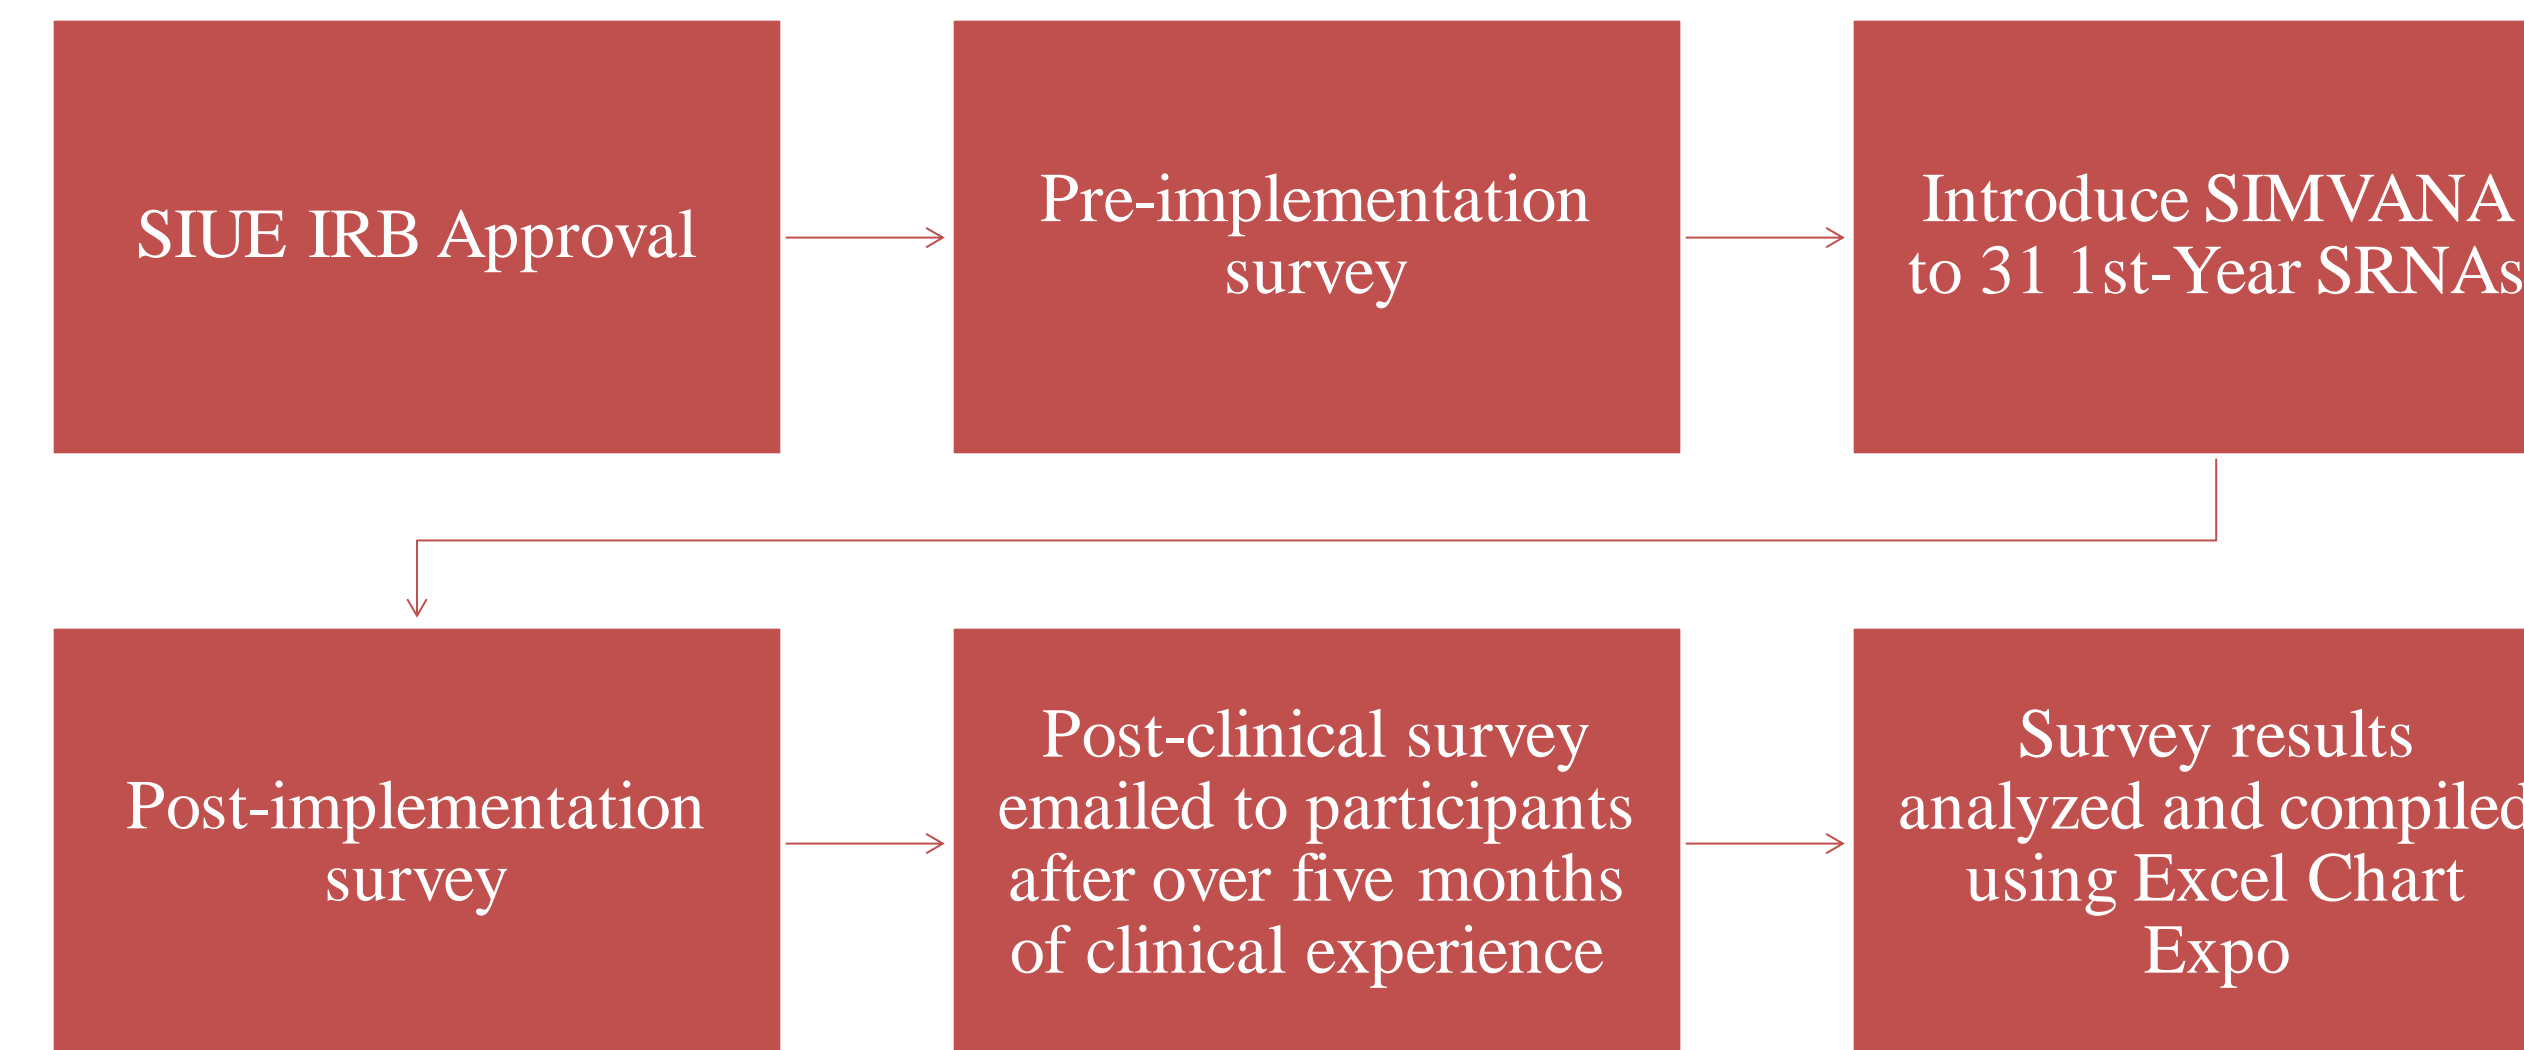 SIUE IRB Approval
Pre-implementation
survey
Introduce SIMVANA
to 31 1st-Year SRNAs
Post-implementation
survey
Post-clinical survey
emailed to participants
after over five months
of clinical experience
Survey results
analyzed and compiled
using Excel Chart
Expo